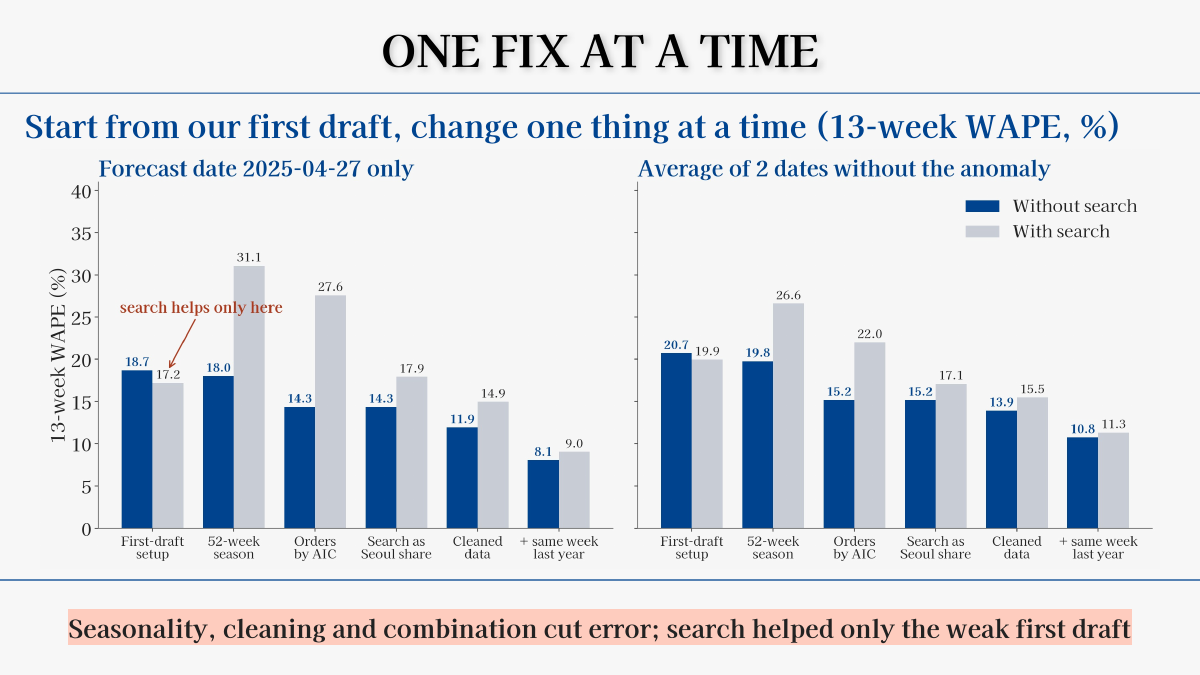 ONE FIX AT A TIME
Start from our first draft, change one thing at a time (13-week WAPE, %)
Forecast date 2025-04-27 only
13-week WAPE (%)
40
35
30
25
20
15
10
5
0
search helps only here
18.7
17.2
18.0
31.1
14.3
27.6
14.3
17.9
11.9
14.9
8.1
9.0
First-draft
setup
52-week
season
Orders
by AIC
Search as
Seoul share
Cleaned
data
+ same week
last year
Average of 2 dates without the anomaly
Without search
With search
20.7
19.9
19.8
26.6
15.2
22.0
15.2
17.1
13.9
15.5
10.8
11.3
First-draft
setup
52-week
season
Orders
by AIC
Search as
Seoul share
Cleaned
data
+ same week
last year
Seasonality, cleaning and combination cut error; search helped only the weak first draft